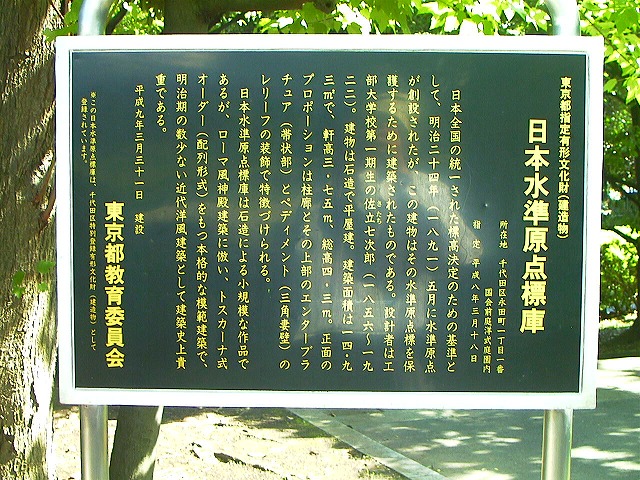 東京都指定有形文化財（建造物）
日本水準原点標庫
所在地　千代田区永田町一丁目一番
国会前庭洋式庭園内
指　定　平成八年三月十八日
日本全国の統一された標高決定のための基準と
して、明治二十四年（一八九一）五月に水準原点
が創設されたが、この建物はその水準原点標を保
護するために建築されたものである。設計者は工
部大学校第一期生の佐立七次郎（一八五六～一九
二二）。建物は石造で平屋建。建築面積は一四・九
三㎡で、軒高三・七五ｍ、総高四・三ｍ。正面の
プロポーションは柱廊とその上部のエンタープラ
チュア（帯状部）とペディメント（三角妻壁）の
レリーフの装飾で特徴づけられる。
日本水準原点標庫は石造による小規模な作品で
あるが、ローマ風神殿建築に倣い、トスカーナ式
オーダー（配列形式）をもつ本格的な模範建築で、
明治期の数少ない近代洋風建築として建築史上貴
重である。
平成九年三月三十一日　建設
東京都教育委員会
※この日本水準原点標庫は、千代田区特別登録有形文化財（建造物）として
登録されています。